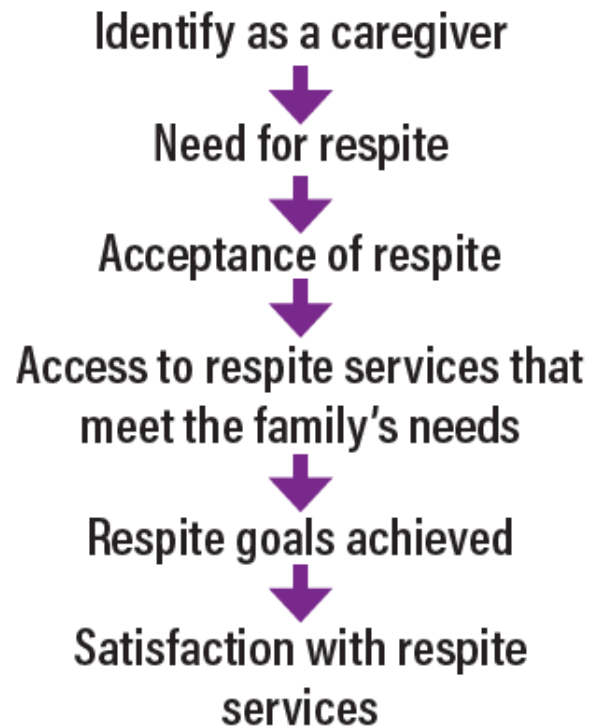 Identify as a caregiver
Need for respite
Acceptance of respite
Access to respite services that
meet the family’s needs
Respite goals achieved
Satisfaction with respite
services